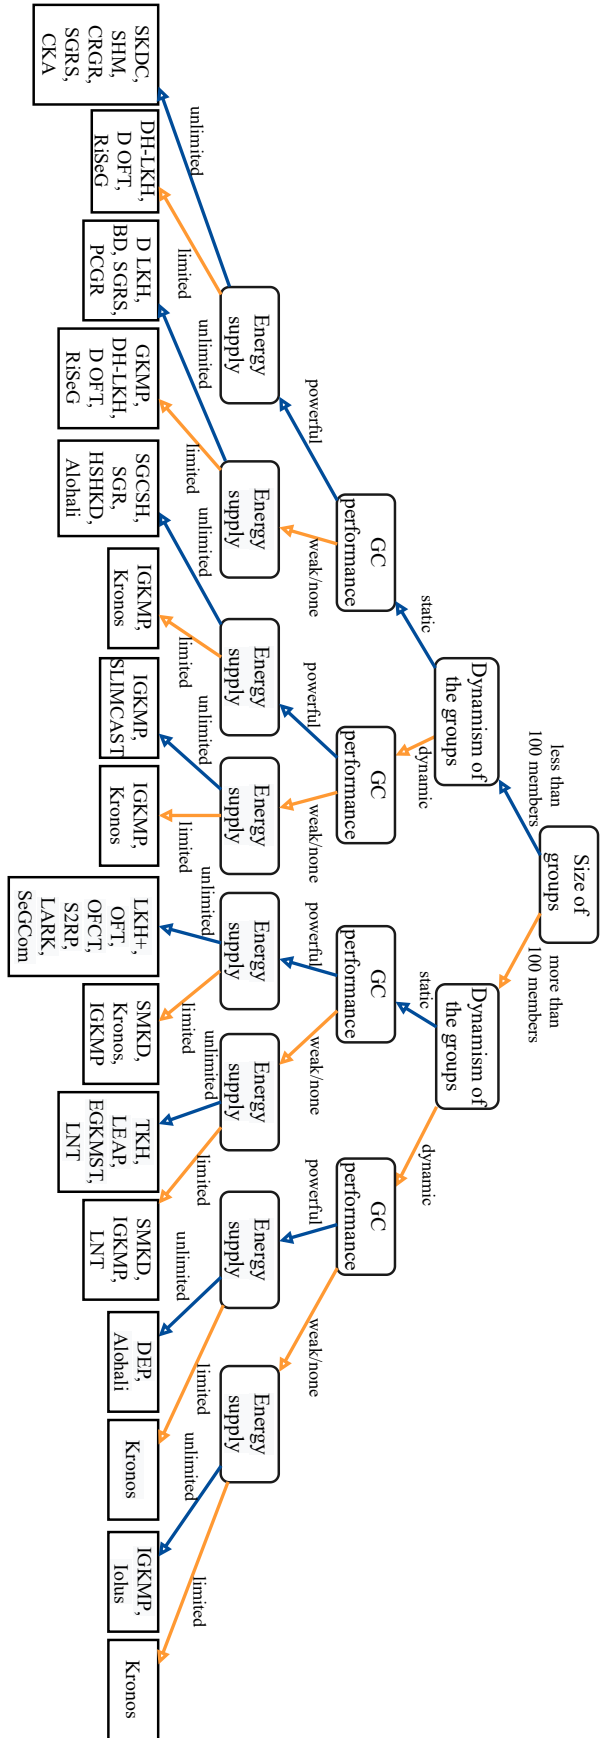 Size of
groups
less than
100 members
more than
100 members
Dynamism of
the groups
Dynamism of
the groups
static
dynamic
static
dynamic
GC
performance
GC
performance
GC
performance
GC
performance
powerful
weak/none
powerful
weak/none
powerful
weak/none
powerful
weak/none
Energy
supply
Energy
supply
Energy
supply
Energy
supply
Energy
supply
Energy
supply
Energy
supply
Energy
supply
unlimited
limited
unlimited
limited
unlimited
limited
unlimited
limited
unlimited
limited
unlimited
limited
unlimited
limited
unlimited
limited
SKDC,
SHM,
CRGR,
SGRS,
CKA
DH-LKH,
D OFT,
RiSeG
D LKH,
BD, SGRS,
PCGR
GKMP,
DH-LKH,
D OFT,
RiSeG
SGCSH,
SGR,
HSHKD,
Alohali
IGKMP,
Kronos
IGKMP,
SLIMCAST
IGKMP,
Kronos
LKH+,
OFT,
OFCT,
S2RP,
LARK,
SeGCom
SMKD,
Kronos,
IGKMP
TKH,
LEAP,
EGKMST,
LNT
SMKD,
IGKMP,
LNT
DEP,
Alohali
Kronos
IGKMP,
Iolus
Kronos